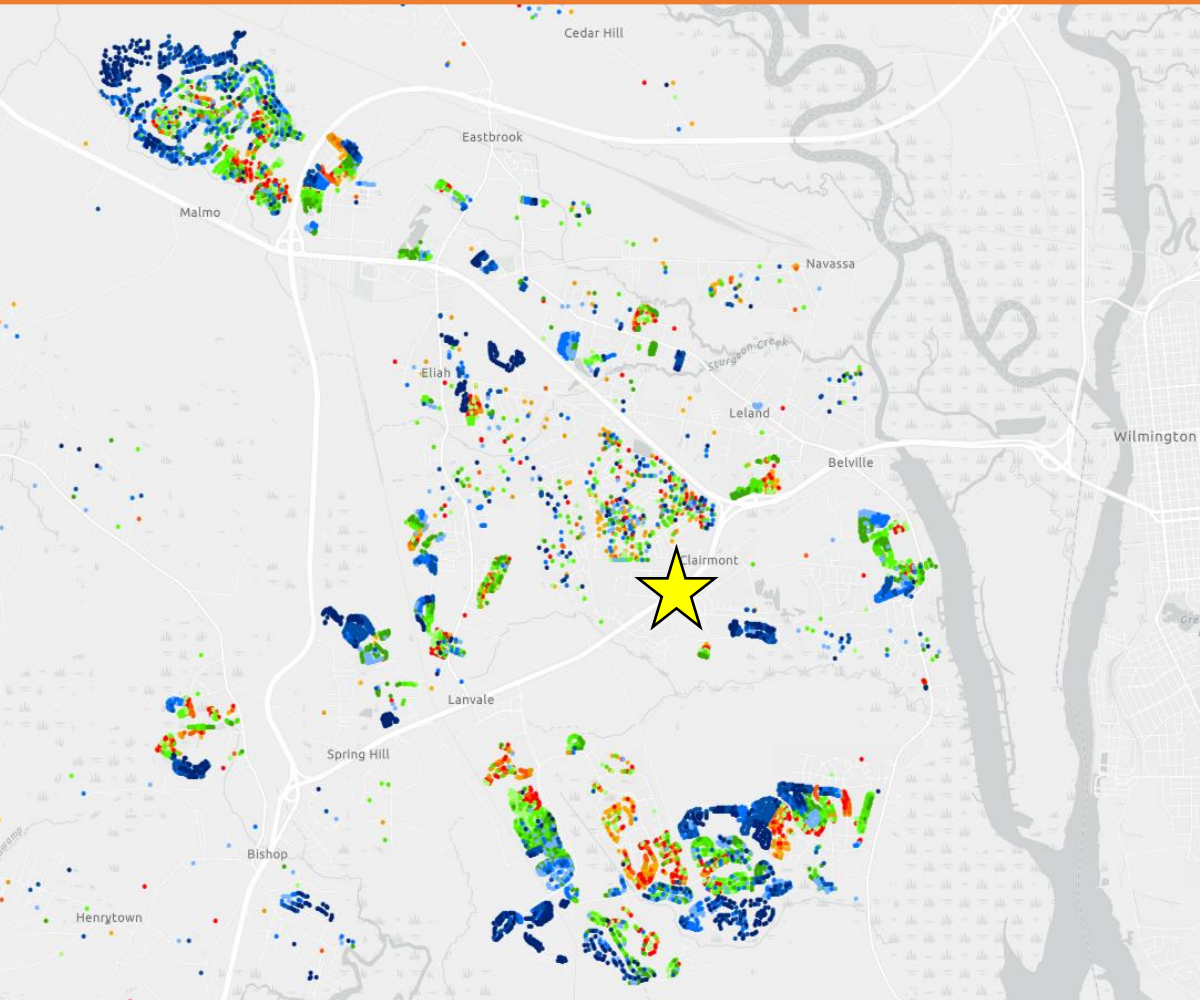 Cedar Hill
Eastbrook
Malmo
Navassa
Sturgeon Creek
Eliah
Leland
Wilmington
Belville
Clairmont
Lanvale
Spring Hill
Bishop
Henrytown